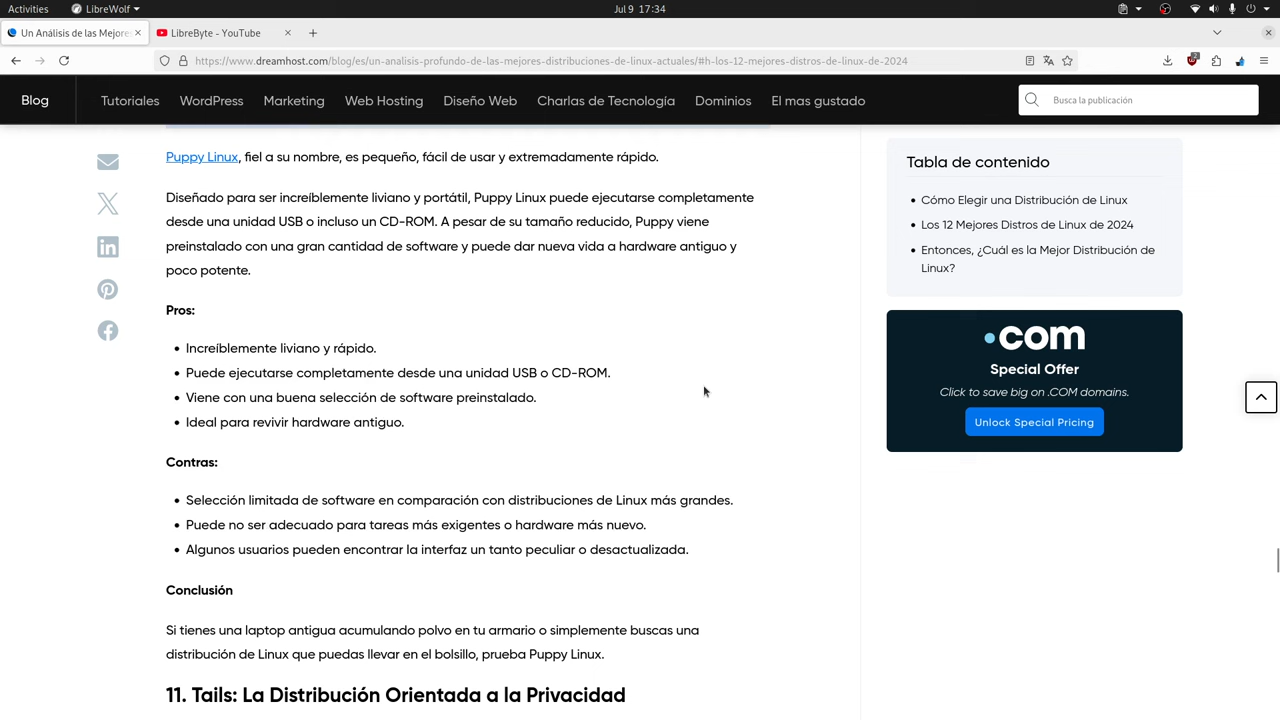 Activities
LibreWolf
Jul 9 17:34
Un Análisis de las Mejore
LibreByte - YouTube
https://www.dreamhost.com/blog/es/un-analisis-profundo-de-las-mejores-distribuciones-de-linux-actuales/#h-los-12-mejores-distros-de-linux-de-2024
Blog
Tutoriales
WordPress
Marketing
Web Hosting
Diseño Web
Charlas de Tecnología
Dominios
El mas gustado
Busca la publicación
Puppy Linux, fiel a su nombre, es pequeño, fácil de usar y extremadamente rápido.
Diseñado para ser increíblemente liviano y portátil, Puppy Linux puede ejecutarse completamente
desde una unidad USB o incluso un CD-ROM. A pesar de su tamaño reducido, Puppy viene
preinstalado con una gran cantidad de software y puede dar nueva vida a hardware antiguo y
poco potente.
Pros:
• Increíblemente liviano y rápido.
• Puede ejecutarse completamente desde una unidad USB o CD-ROM.
• Viene con una buena selección de software preinstalado.
• Ideal para revivir hardware antiguo.
Contras:
• Selección limitada de software en comparación con distribuciones de Linux más grandes.
• Puede no ser adecuado para tareas más exigentes o hardware más nuevo.
• Algunos usuarios pueden encontrar la interfaz un tanto peculiar o desactualizada.
Conclusión
Si tienes una laptop antigua acumulando polvo en tu armario o simplemente buscas una
distribución de Linux que puedas llevar en el bolsillo, prueba Puppy Linux.
11. Tails: La Distribución Orientada a la Privacidad
Tabla de contenido
• Cómo Elegir una Distribución de Linux
• Los 12 Mejores Distros de Linux de 2024
• Entonces, ¿Cuál es la Mejor Distribución de
Linux?
.com
Special Offer
Click to save big on .COM domains.
Unlock Special Pricing